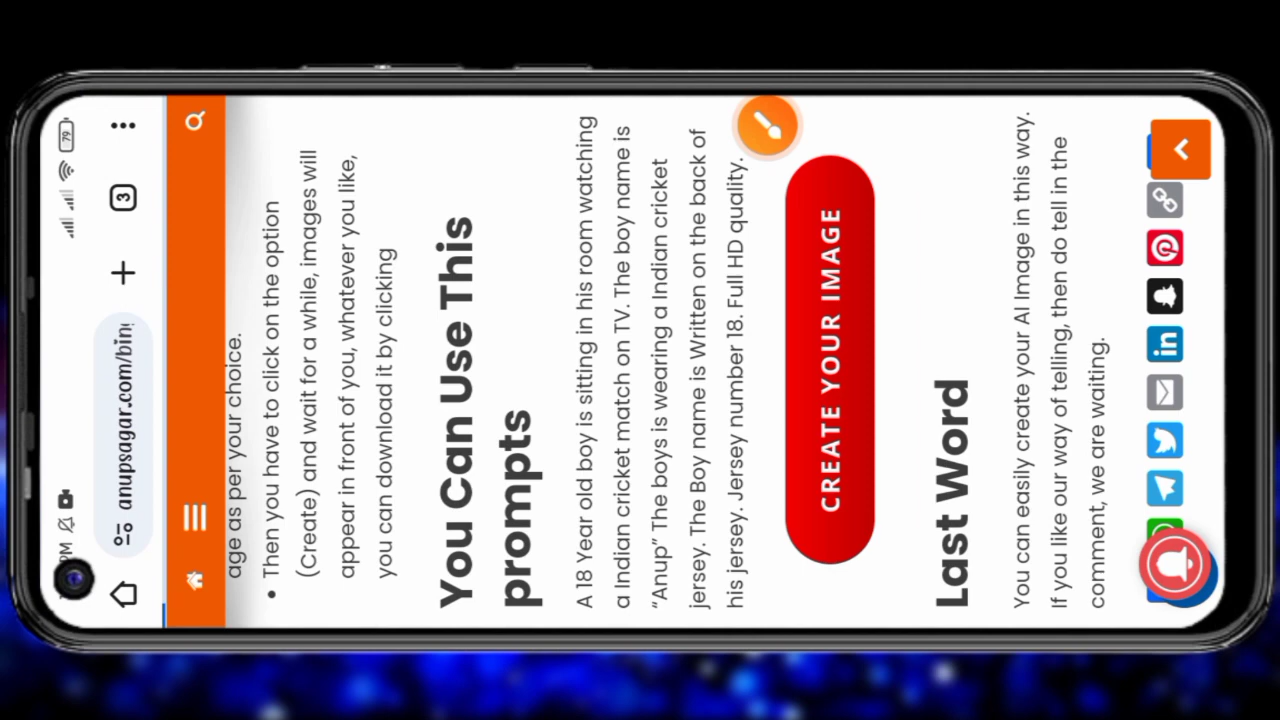 PM
79
anupsagar.com/bin
3
age as per your choice.
• Then you have to click on the option
(Create) and wait for a while, images will
appear in front of you, whatever you like,
you can download it by clicking
You Can Use This
prompts
A 18 Year old boy is sitting in his room watching
a Indian cricket match on TV. The boy name is
“Anup” The boys is wearing a Indian cricket
jersey. The Boy name is Written on the back of
his jersey. Jersey number 18. Full HD quality.
CREATE YOUR IMAGE
Last Word
You can easily create your AI Image in this way.
If you like our way of telling, then do tell in the
comment, we are waiting.
in